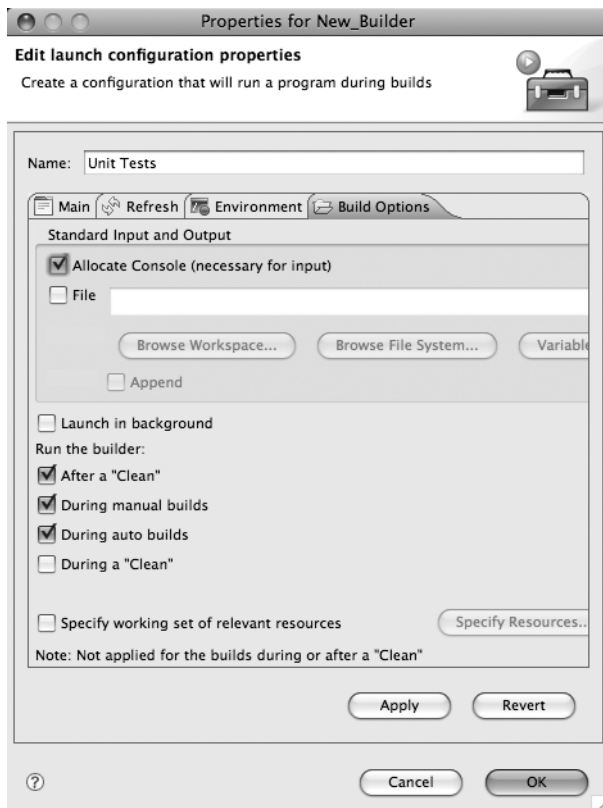 Properties for New_Builder
Edit launch configuration properties
Create a configuration that will run a program during builds
Name: Unit Tests
Main Refresh Environment Build Options
Standard Input and Output
Allocate Console (necessary for input)
File
Browse Workspace... Browse File System... Variable
Append
Launch in background
Run the builder:
After a "Clean"
During manual builds
During auto builds
During a "Clean"
Specify working set of relevant resources Specify Resources..
Note: Not applied for the builds during or after a "Clean"
Apply Revert
? Cancel OK